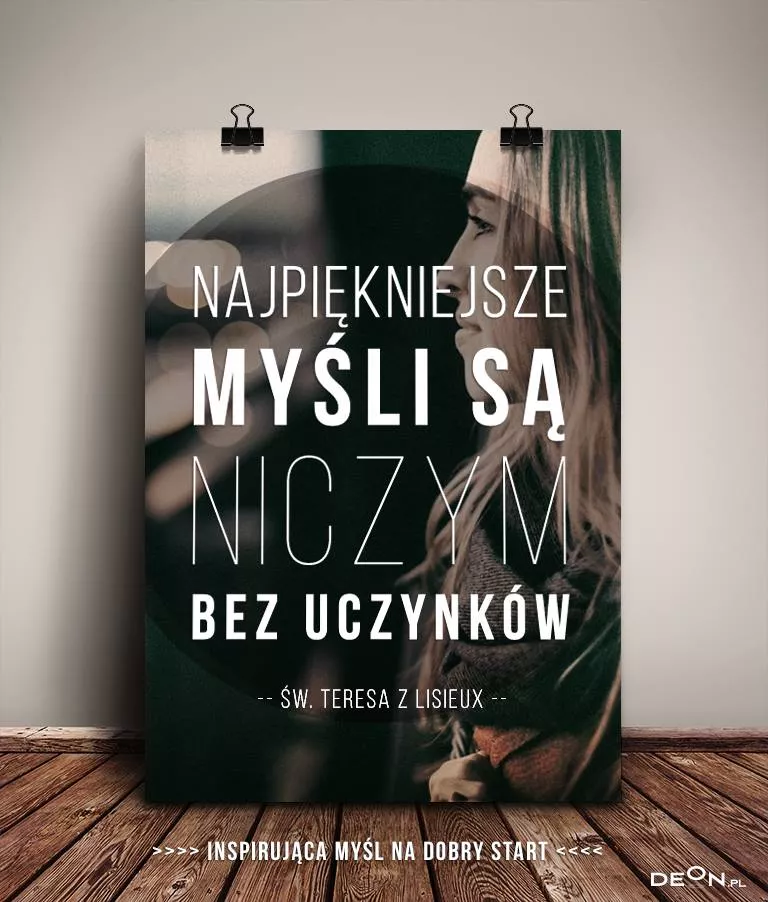 NAJPIĘKNIEJSZE
MYŚLI SĄ
NICZYM
BEZ UCZYNKÓW
-- ŚW. TERESA Z LISIEUX --
>>>> INSPIRUJĄCA MYŚL NA DOBRY START <<<<
DEON.PL